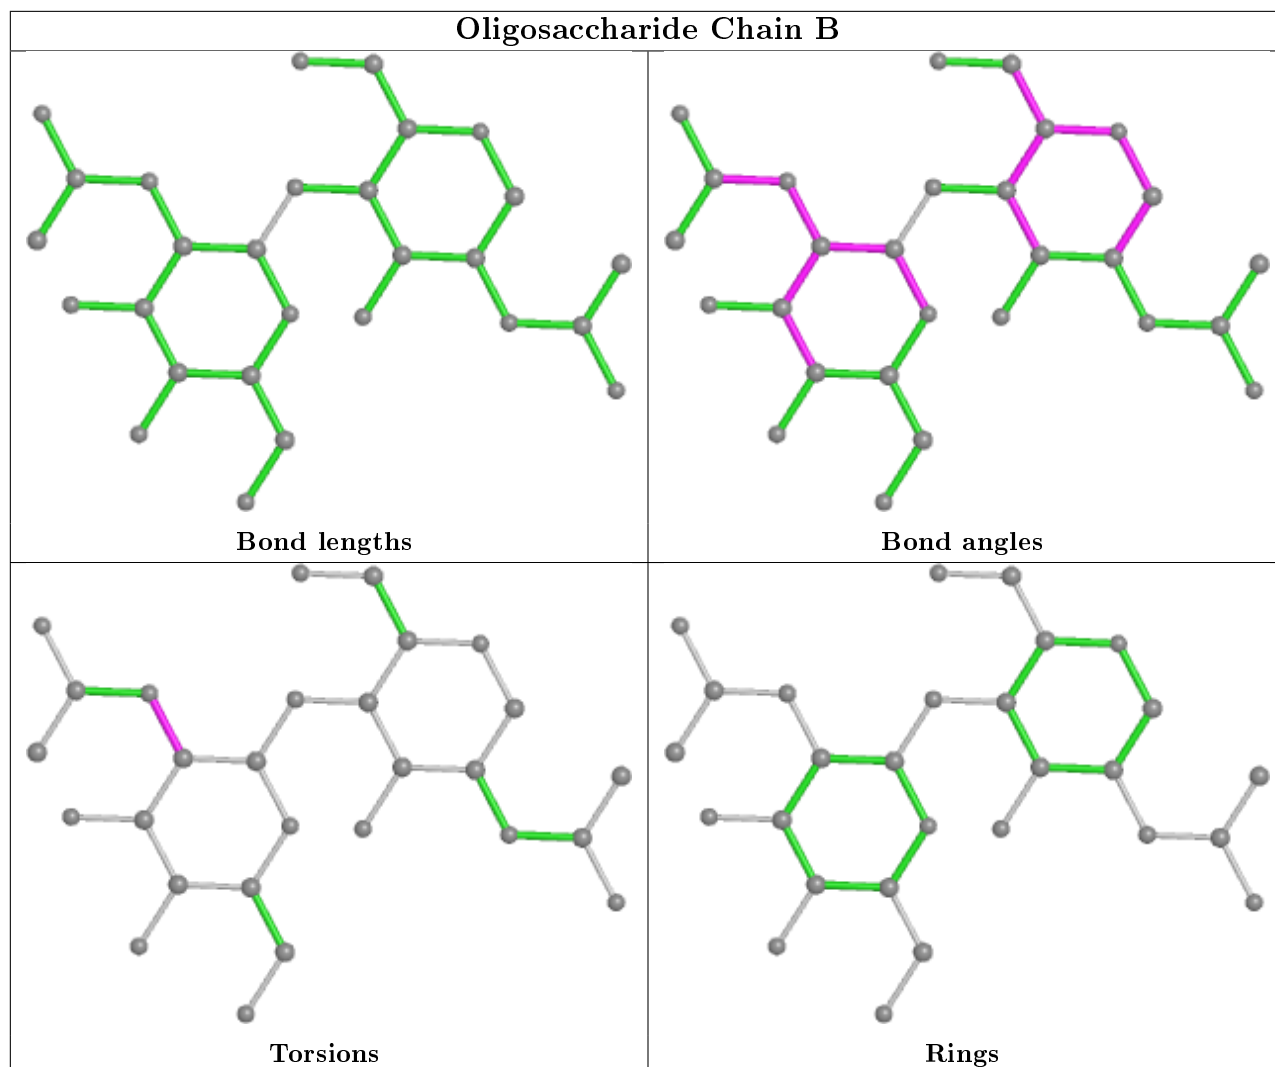 Oligosaccharide Chain B
Bond lengths
Bond angles
Torsions
Rings